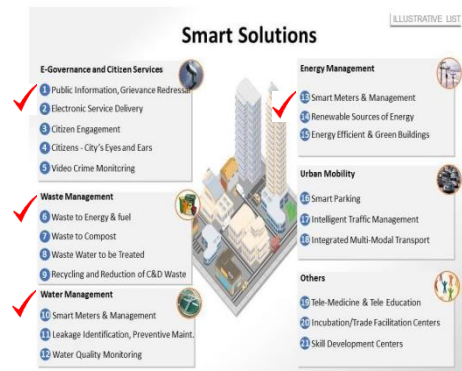 ILLUSTRATIVE LIST
Smart Solutions
E-Governance and Citizen Services
1 Public Information, Grievance Redressal
2 Electronic Service Delivery
3 Citizen Engagement
4 Citizens - City's Eyes and Ears
5 Video Crime Monitoring
Waste Management
6 Waste to Energy & fuel
7 Waste to Compost
8 Waste Water to be Treated
9 Recycling and Reduction of C&D Waste
Water Management
10 Smart Meters & Management
11 Leakage Identification, Preventive Maint.
12 Water Quality Monitoring
Energy Management
13 Smart Meters & Management
14 Renewable Sources of Energy
15 Energy Efficient & Green Buildings
Urban Mobility
16 Smart Parking
17 Intelligent Traffic Management
18 Integrated Multi-Modal Transport
Others
19 Tele-Medicine & Tele Education
20 Incubation/Trade Facilitation Centers
21 Skill Development Centers